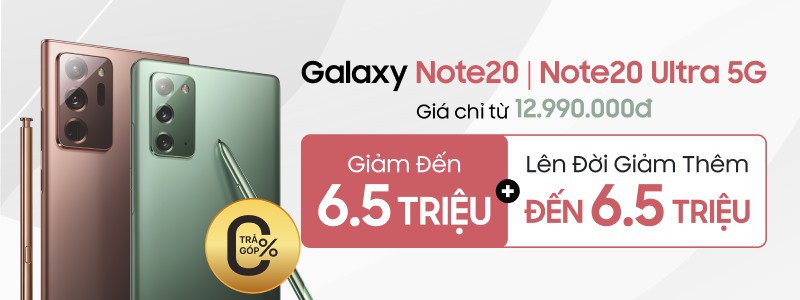 Galaxy Note20 | Note20 Ultra 5G
Giá chỉ từ 12.990.000đ
Giảm Đến
6.5 TRIỆU
+
Lên Đời Giảm Thêm
ĐẾN 6.5 TRIỆU
TRẢ
GÓP
0%